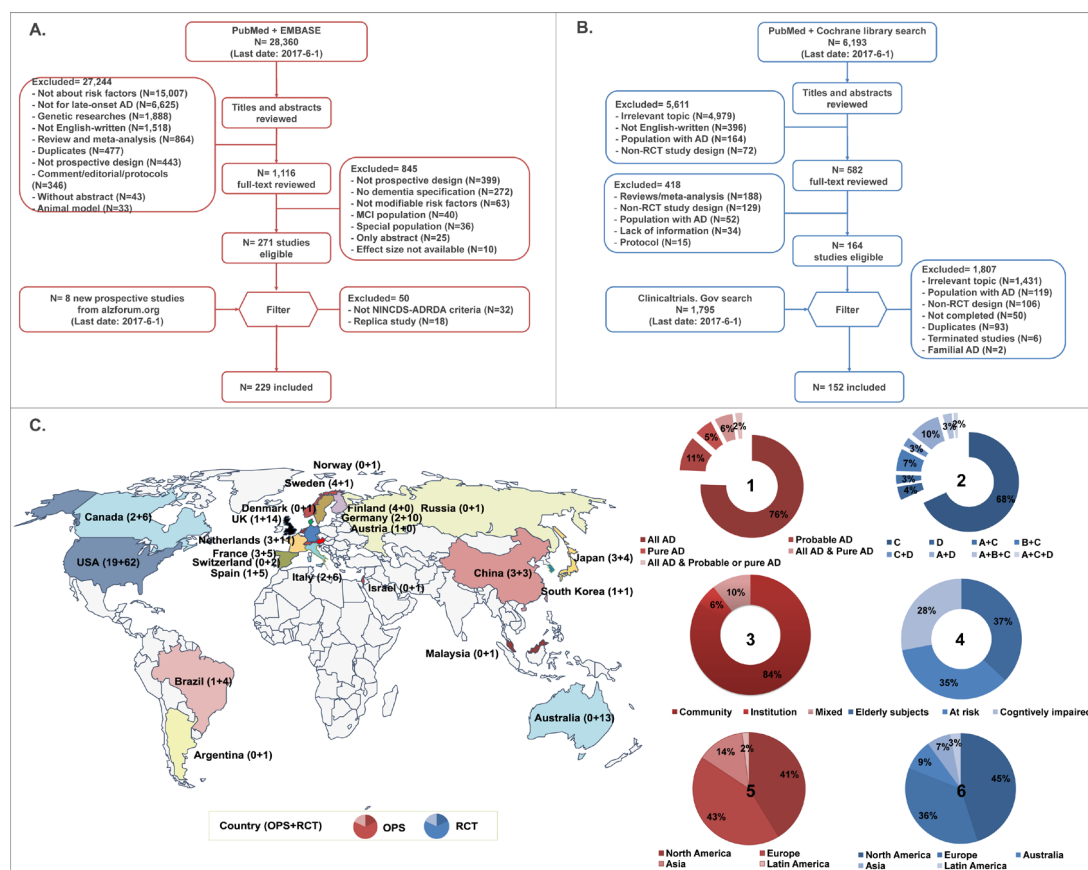 A.
PubMed + EMBASE
N= 28,360
(Last date: 2017-6-1)
Excluded= 27,244
- Not about risk factors (N=15,007)
- Not for late-onset AD (N=6,625)
- Genetic researches (N=1,888)
- Not English-written (N=1,518)
- Review and meta-analysis (N=864)
- Duplicates (N=477)
- Not prospective design (N=443)
- Comment/editorial/protocols
(N=346)
- Without abstract (N=43)
- Animal model (N=33)
Titles and abstracts
reviewed
1,116
full-text reviewed
Excluded= 845
- Not prospective design (N=399)
- No dementia specification (N=272)
- Not modifiable risk factors (N=63)
- MCI population (N=40)
- Special population (N=36)
- Only abstract (N=25)
- Effect size not available (N=10)
N= 271 studies
eligible
N= 8 new prospective studies
from alzforum.org
(Last date: 2017-6-1)
Filter
Excluded= 50
- Not NINCDS-ADRDA criteria (N=32)
- Replica study (N=18)
N= 229 included
B.
PubMed + Cochrane library search
N= 6,193
(Last date: 2017-6-1)
Titles and abstracts
reviewed
Excluded= 5,611
- Irrelevant topic (N=4,979)
- Not English-written (N=396)
- Population with AD (N=164)
- Non-RCT study design (N=72)
N= 582
full-text reviewed
Excluded= 418
- Reviews/meta-analysis (N=188)
- Non-RCT study design (N=129)
- Population with AD (N=52)
- Lack of information (N=34)
- Protocol (N=15)
N= 164
studies eligible
Excluded= 1,807
- Irrelevant topic (N=1,431)
- Population with AD (N=119)
- Non-RCT design (N=106)
- Not completed (N=50)
- Duplicates (N=93)
- Terminated studies (N=6)
- Familial AD (N=2)
Clinicaltrials. Gov search
N= 1,795
(Last date: 2017-6-1)
Filter
N= 152 included
C.
Norway (0+1)
Sweden (4+1)
Denmark (0+1)
Finland (4+0)
Russia (0+1)
Canada (2+6)
UK (1+14)
Germany (2+10)
Austria (1+0)
Netherlands (3+11)
France (3+5)
Japan (3+4)
USA (19+62)
Switzerland (0+2)
China (3+3)
Spain (1+5)
Italy (2+6)
Israel (0+1)
South Korea (1+1)
Malaysia (0+1)
Brazil (1+4)
Australia (0+13)
Argentina (0+1)
Country (OPS+RCT)
OPS
RCT
11%
5%
6%
2%
1
76%
All AD
Probable AD
Pure AD
All AD & Pure AD
All AD & Probable or pure AD
4%
3%
7%
3%
10%
3%
2%
2
68%
C D A+C B+C
C+D A+D A+B+C A+C+D
6%
10%
3
84%
Community Institution Mixed
28%
37%
4
35%
Elderly subjects At risk Cogntively impaired
14%
2%
41%
5
43%
North America Europe
Asia Latin America
9%
7%
3%
45%
6
36%
North America Europe Australia
Asia Latin America